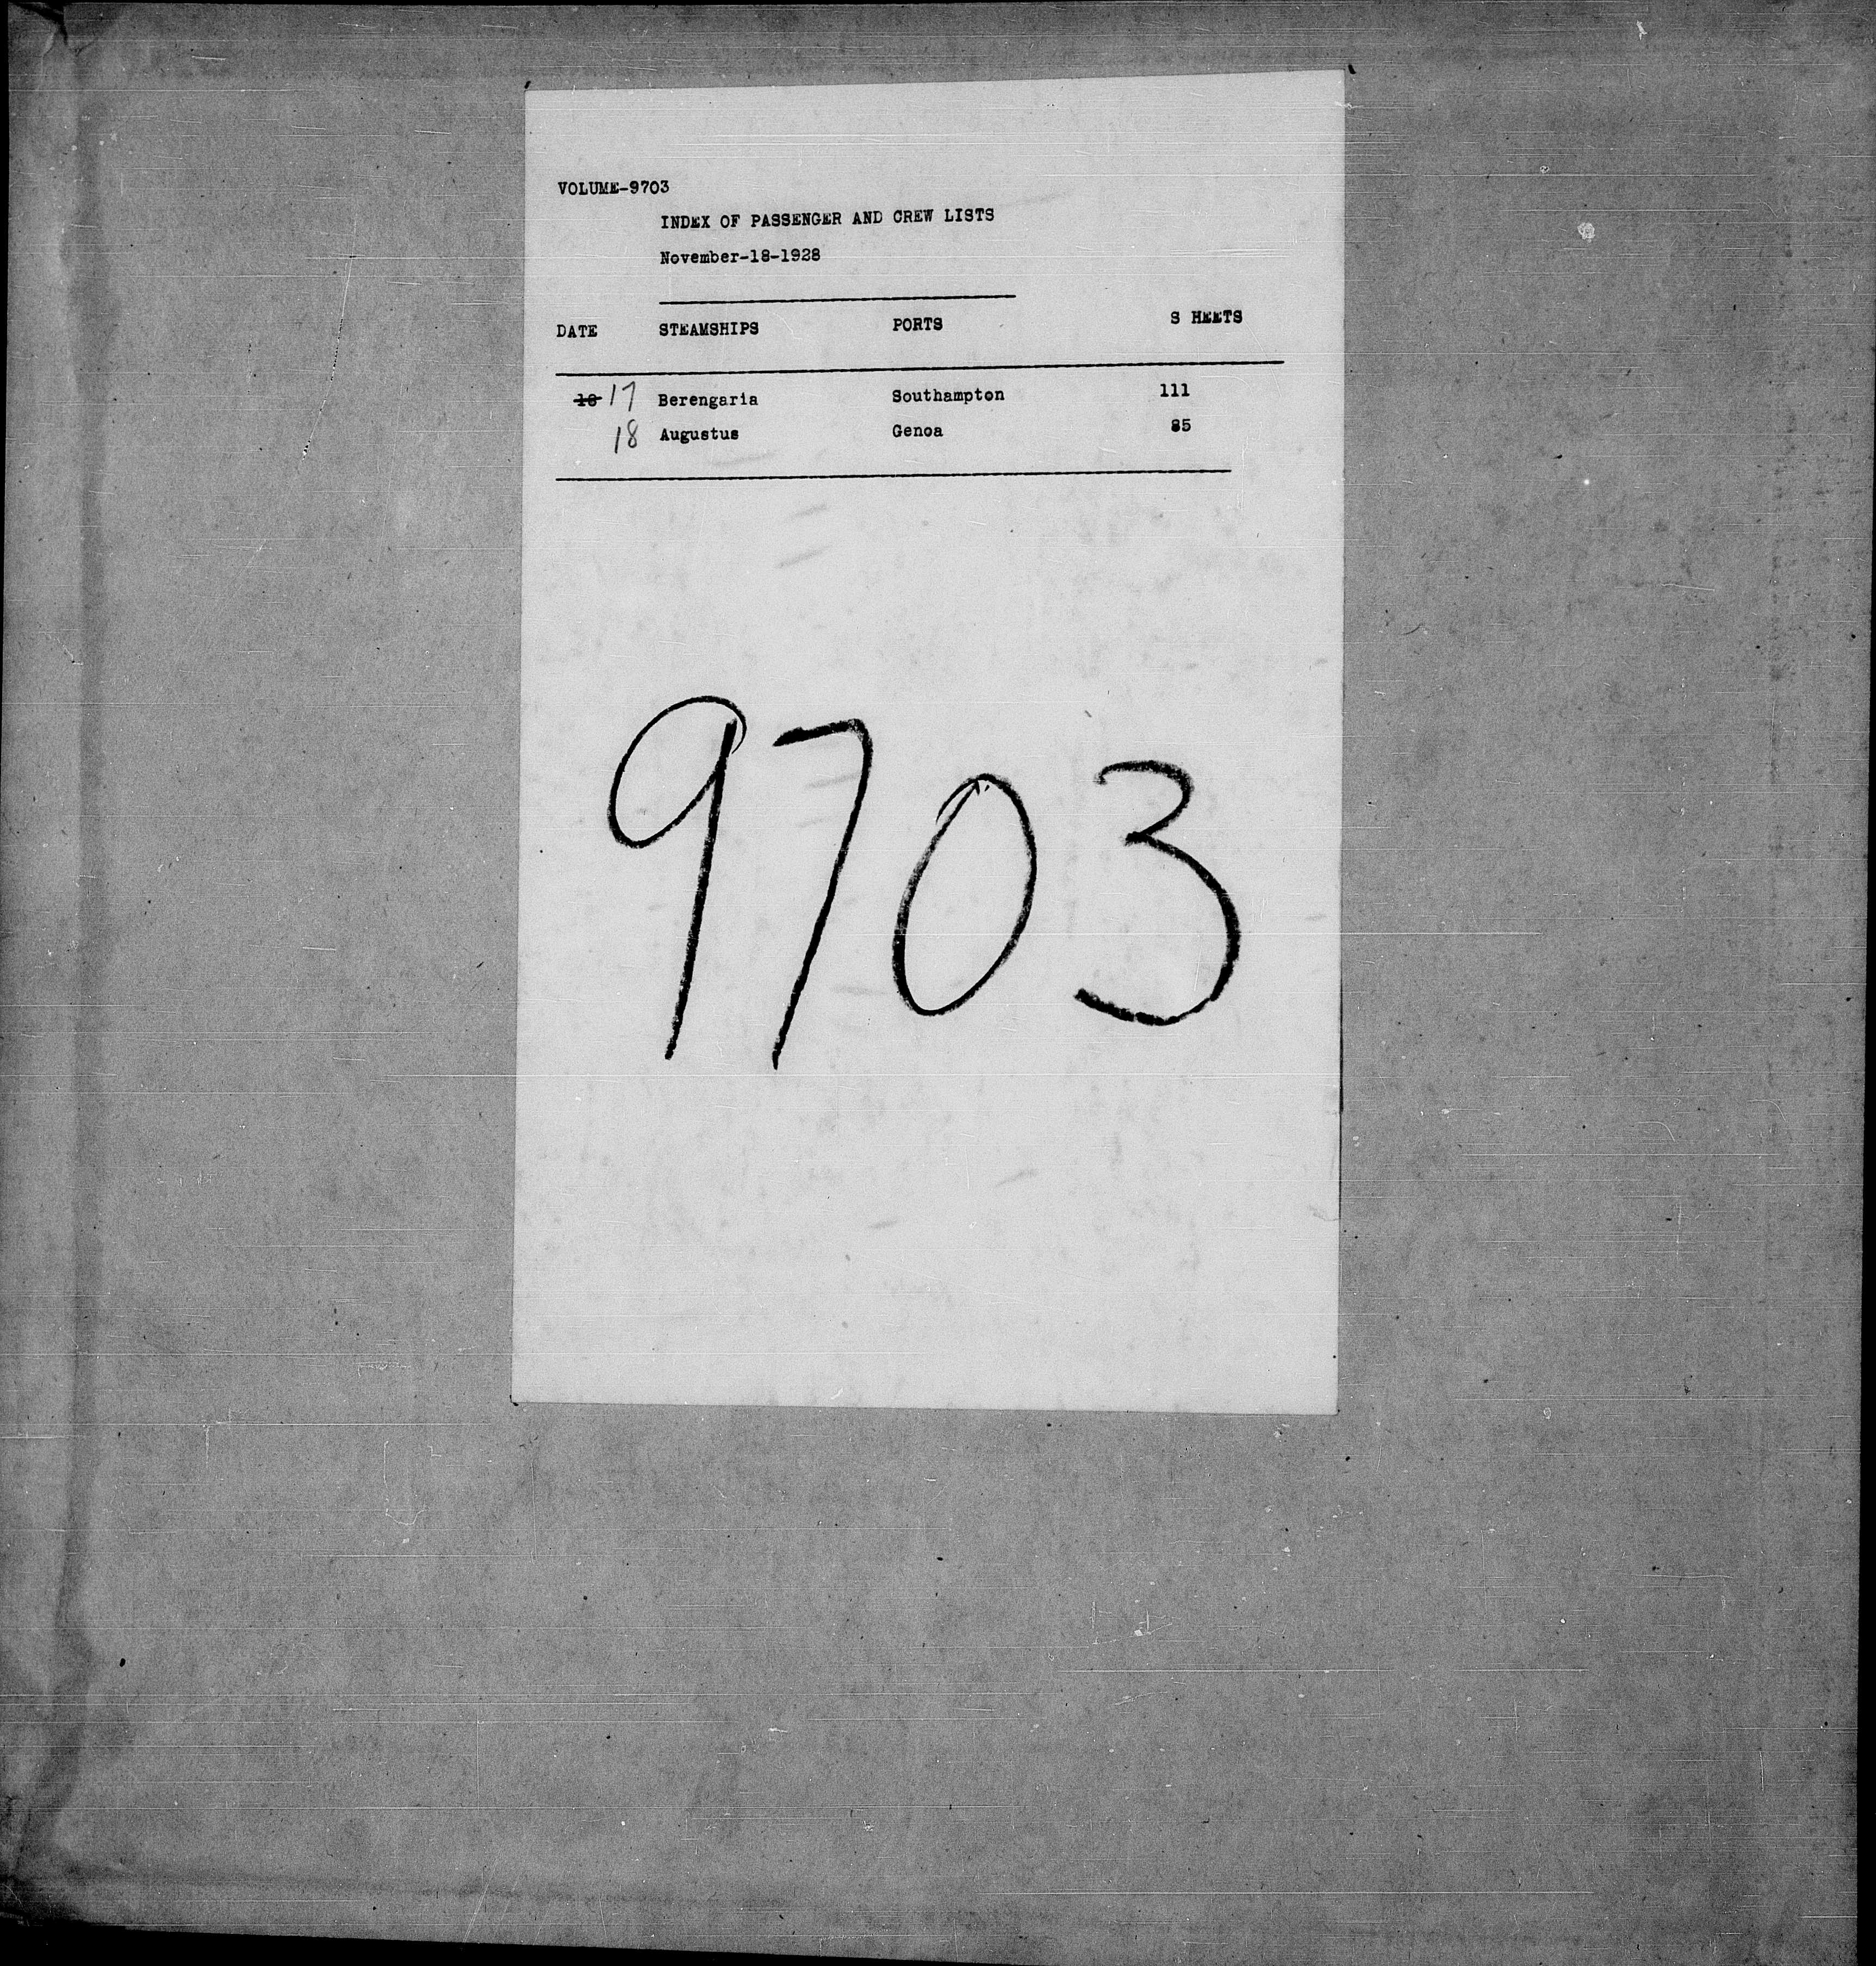 VOLUME-9703
INDEX OF PASSENGER AND CREW LISTS
November-18-1928
DATE STEAMSHIPS PORTS S HEETS
18 17 Berengaria Southampton 111
18 Augustus Genoa 85
9703